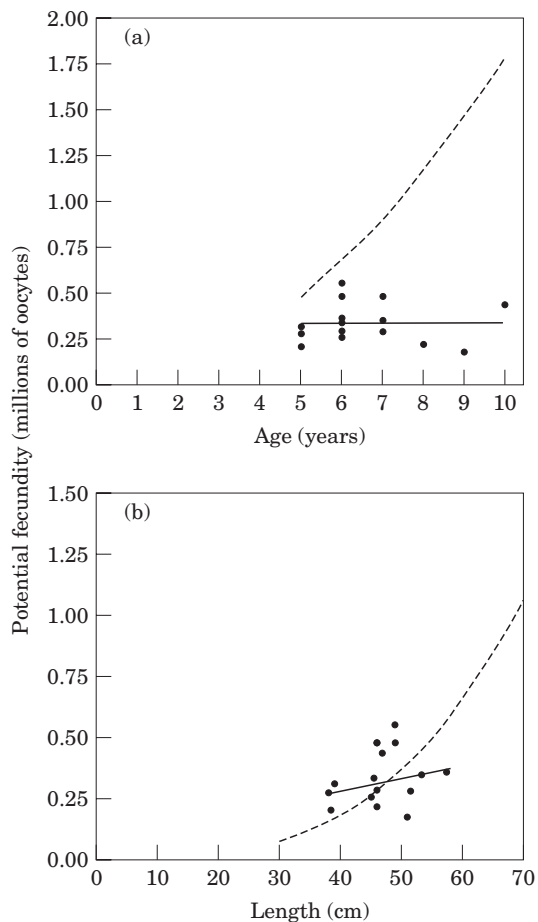 Potential fecundity (millions of oocytes)
(a)
2.00
1.75
1.50
1.25
1.00
0.75
0.50
0.25
0.00
0 1 2 3 4 5 6 7 8 9 10
Age (years)
(b)
1.50
1.25
1.00
0.75
0.50
0.25
0.00
0 10 20 30 40 50 60 70
Length (cm)